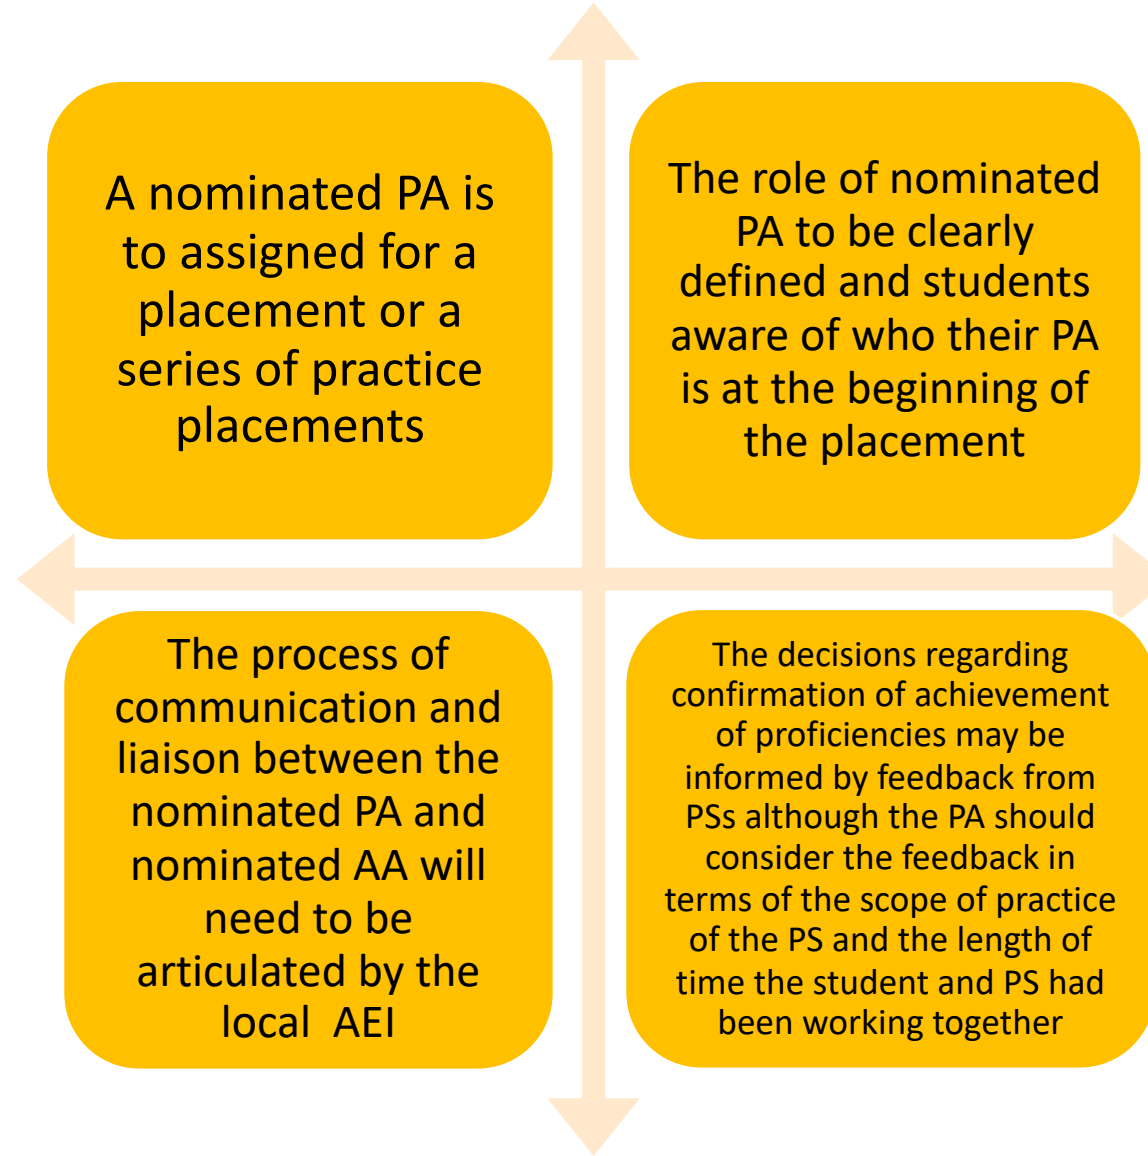 A nominated PA is
to assigned for a
placement or a
series of practice
placements
The role of nominated
PA to be clearly
defined and students
aware of who their PA
is at the beginning of
the placement
The process of
communication and
liaison between the
nominated PA and
nominated AA will
need to be
articulated by the
local  AEI
The decisions regarding
confirmation of achievement
of proficiencies may be
informed by feedback from
PSs although the PA should
consider the feedback in
terms of the scope of practice
of the PS and the length of
time the student and PS had
been working together